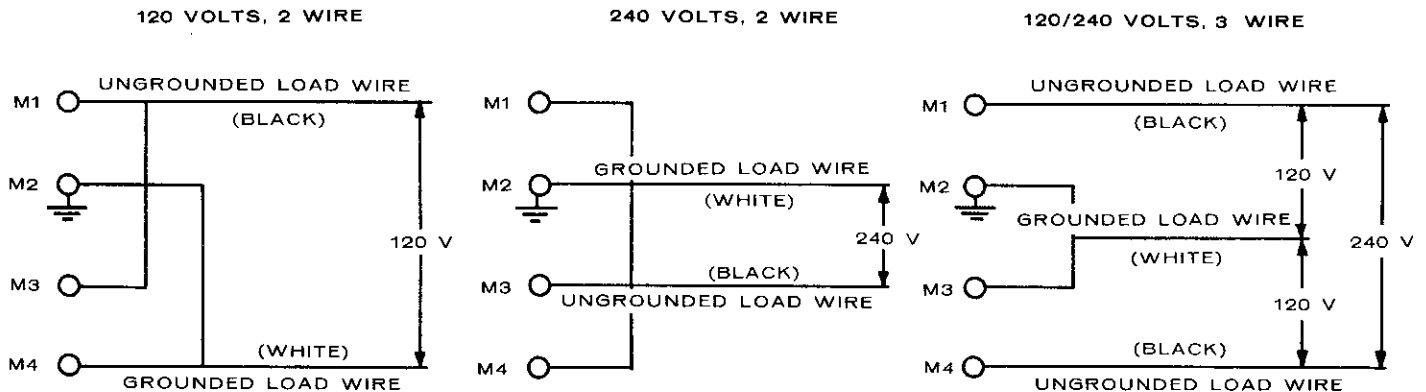 120 VOLTS, 2 WIRE
UNGROUNDED LOAD WIRE
M1
(BLACK)
M2
120 V
M3
(WHITE)
M4
GROUNDED LOAD WIRE
240 VOLTS, 2 WIRE
M1
GROUNDED LOAD WIRE
M2
(WHITE)
240 V
(BLACK)
M3
UNGROUNDED LOAD WIRE
M4
120/240 VOLTS, 3 WIRE
UNGROUNDED LOAD WIRE
M1
(BLACK)
120 V
M2
GROUNDED LOAD WIRE
240 V
(WHITE)
M3
120 V
(BLACK)
M4
UNGROUNDED LOAD WIRE